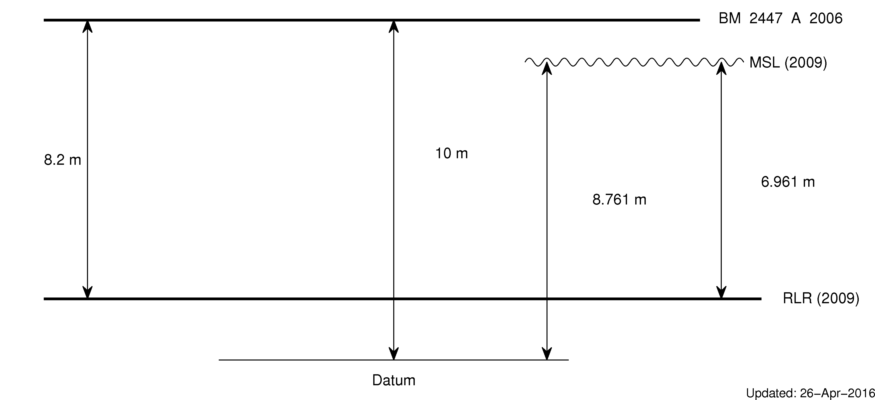 BM 2447 A 2006
MSL (2009)
8.2 m
10 m
8.761 m
6.961 m
RLR (2009)
Datum
Updated: 26−Apr−2016